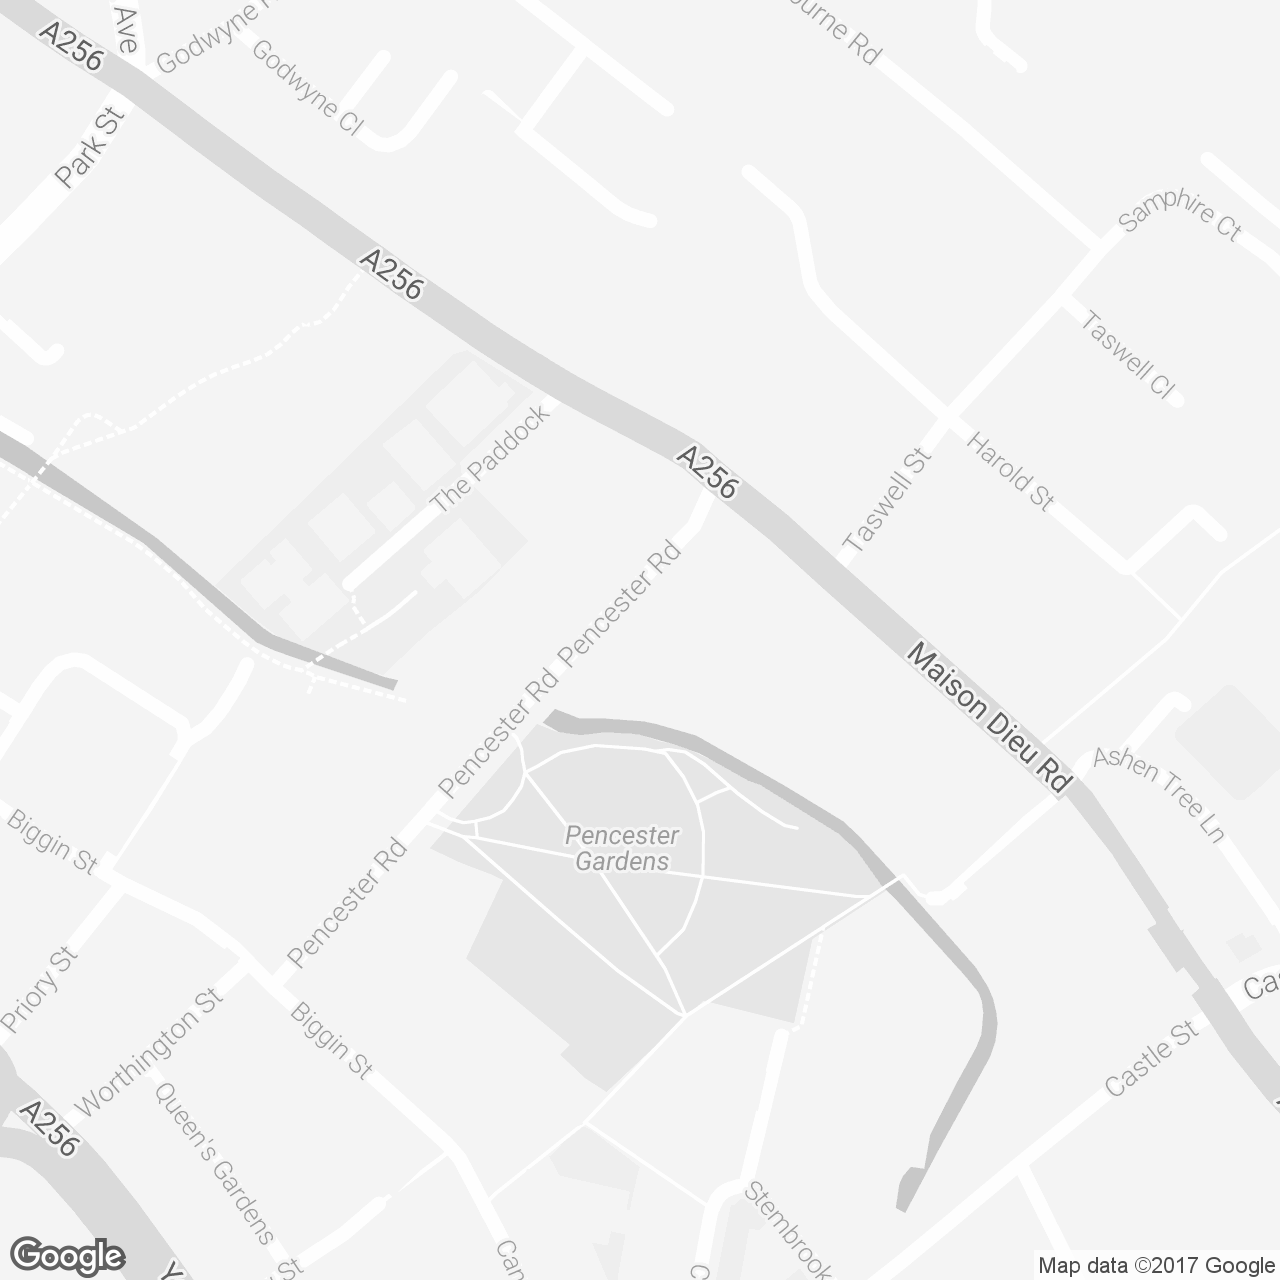 A256
Ave
Godwyne
Godwyne Cl
Park St
A256
Samphire Ct
Taswell Cl
The Paddock
A256
Taswell St
Harold St
Pencester Rd
Pencester Rd
Maison Dieu Rd
Ashen Tree Ln
Biggin St
Pencester
Gardens
Pencester Rd
Priory St
Worthington St
Biggin St
Castle St
A256
Queen's Gardens
St
Stembrook
Google
Map data ©2017 Google